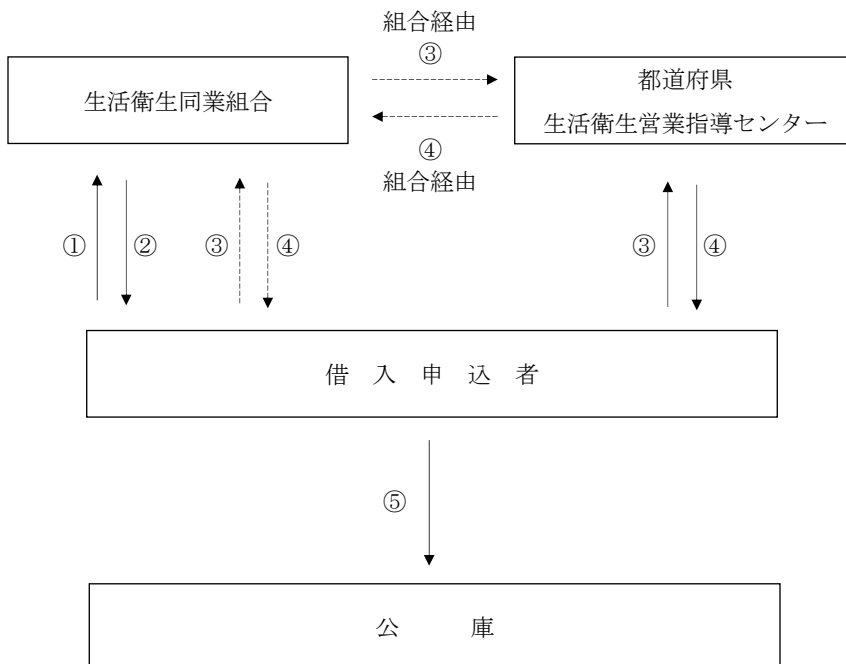 組合経由
③
生活衛生同業組合
都道府県
生活衛生営業指導センター
④
組合経由
①
②
③
④
③
④
借入申込者
⑤
公庫